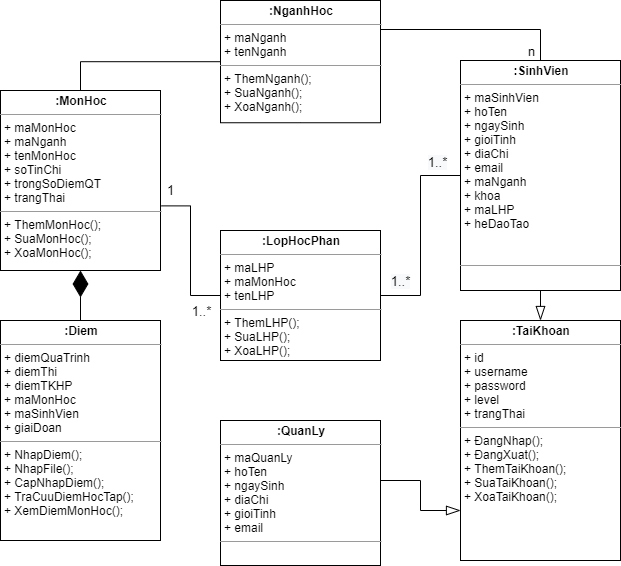 :NganhHoc
+ maNganh
+ tenNganh
+ ThemNganh();
+ SuaNganh();
+ XoaNganh();
n
:MonHoc
+ maMonHoc
+ maNganh
+ tenMonHoc
+ soTinChi
+ trongSoDiemQT
+ trangThai
+ ThemMonHoc();
+ SuaMonHoc();
+ XoaMonHoc();
:SinhVien
+ maSinhVien
+ hoTen
+ ngaySinh
+ gioiTinh
+ diaChi
+ email
+ maNganh
+ khoa
+ maLHP
+ heDaoTao
1
1..*
1..*
1..*
:LopHocPhan
+ maLHP
+ maMonHoc
+ tenLHP
+ ThemLHP();
+ SuaLHP();
+ XoaLHP();
:Diem
+ diemQuaTrinh
+ diemThi
+ diemTKHP
+ maMonHoc
+ maSinhVien
+ giaiDoan
+ NhapDiem();
+ NhapFile();
+ CapNhapDiem();
+ TraCuuDiemHocTap();
+ XemDiemMonHoc();
:QuanLy
+ maQuanLy
+ hoTen
+ ngaySinh
+ diaChi
+ gioiTinh
+ email
:TaiKhoan
+ id
+ username
+ password
+ level
+ trangThai
+ ĐangNhap();
+ ĐangXuat();
+ ThemTaiKhoan();
+ SuaTaiKhoan();
+ XoaTaiKhoan();